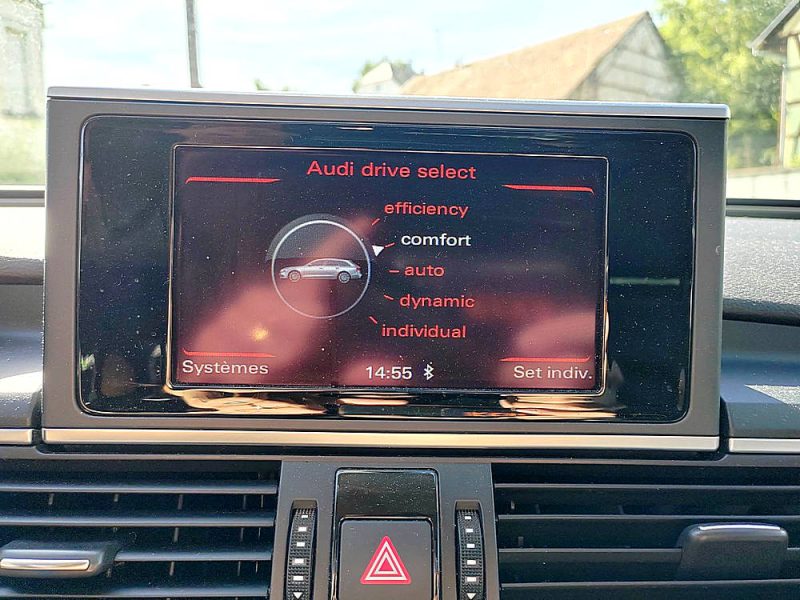 Audi drive select
efficiency
comfort
auto
dynamic
individual
Systèmes
14:55
Set indiv.